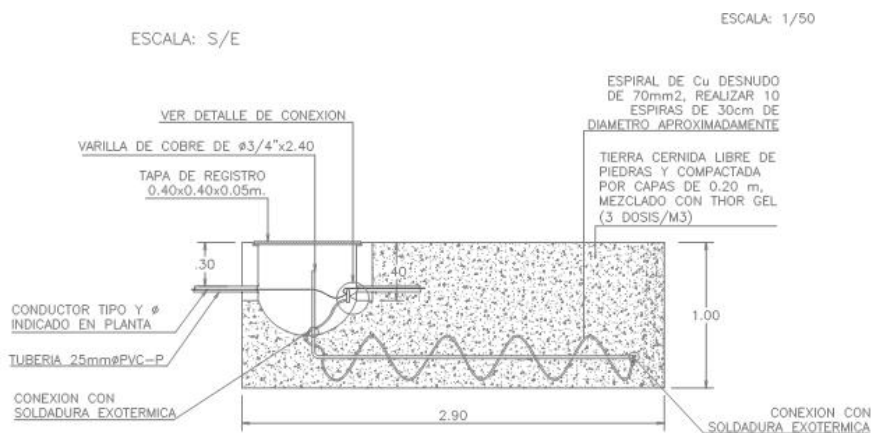 ESCALA: 1/50
ESCALA: S/E
ESPIRAL DE Cu DESNUDO
DE 70mm2, REALIZAR 10
ESPIRAS DE 30cm DE
DIAMETRO APROXIMADAMENTE
VER DETALLE DE CONEXION
VARILLA DE COBRE DE ø3/4"x2.40
TAPA DE REGISTRO
0.40x0.40x0.05m.
TIERRA CERNIDA LIBRE DE
PIEDRAS Y COMPACTADA
POR CAPAS DE 0.20 m,
MEZCLADO CON THOR GEL
(3 DOSIS/M3)
.30
.40
1.00
CONDUCTOR TIPO Y ø
INDICADO EN PLANTA
TUBERIA 25mmøPVC-P
CONEXION CON
SOLDADURA EXOTERMICA
2.90
CONEXION CON
SOLDADURA EXOTERMICA